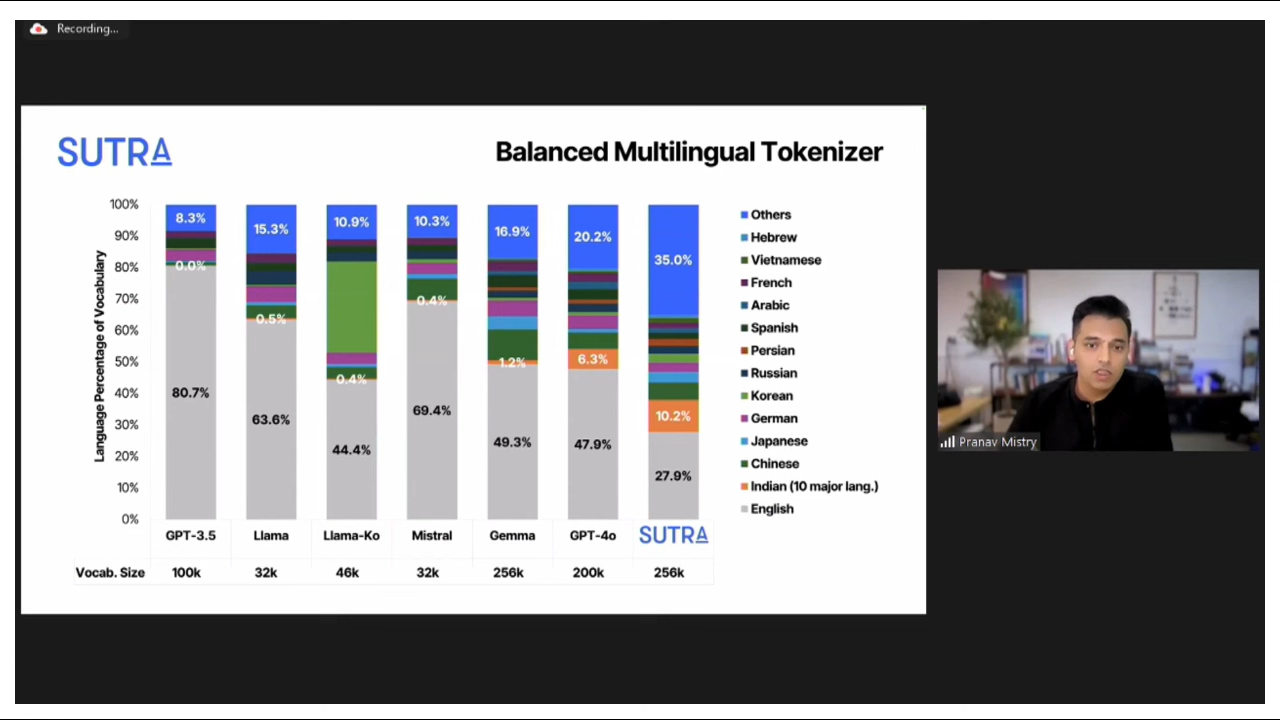 Recording...
SUTRA
Balanced Multilingual Tokenizer
Language Percentage of Vocabulary
100%
90%
80%
70%
60%
50%
40%
30%
20%
10%
0%
8.3%
0.0%
80.7%
15.3%
0.5%
63.6%
10.9%
0.4%
44.4%
10.3%
0.4%
69.4%
16.9%
1.2%
49.3%
20.2%
6.3%
47.9%
35.0%
10.2%
27.9%
Others
Hebrew
Vietnamese
French
Arabic
Spanish
Persian
Russian
Korean
German
Japanese
Chinese
Indian (10 major lang.)
English
GPT-3.5 Llama Llama-Ko Mistral Gemma GPT-4o SUTRA
Vocab. Size 100k 32k 46k 32k 256k 200k 256k
Pranav Mistry